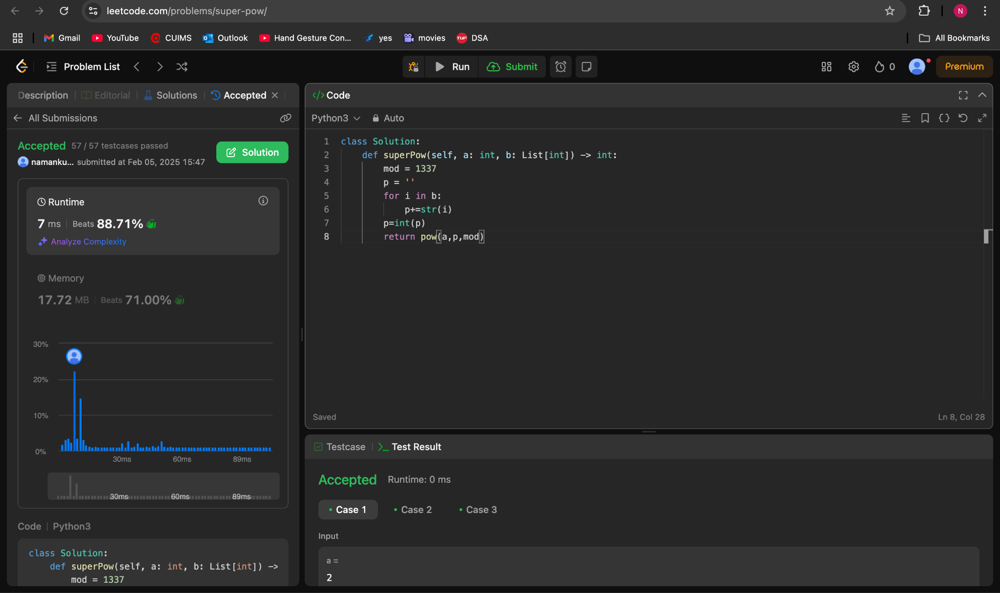 leetcode.com/problems/super-pow/
N
Gmail YouTube CUIMS Outlook Hand Gesture Con... yes movies TUF DSA All Bookmarks
Problem List Run Submit 0 Premium
Description Editorial Solutions Accepted
All Submissions
Accepted 57 / 57 testcases passed
namanku... submitted at Feb 05, 2025 15:47
Solution
Runtime
7 ms Beats 88.71%
Analyze Complexity
Memory
17.72 MB Beats 71.00%
30%
20%
10%
0%
30ms 60ms 89ms
30ms 60ms 89ms
Code Python3
class Solution:
    def superPow(self, a: int, b: List[int]) ->
        mod = 1337
</> Code
Python3 Auto
1 class Solution:
2     def superPow(self, a: int, b: List[int]) -> int:
3         mod = 1337
4         p = ''
5         for i in b:
6             p+=str(i)
7         p=int(p)
8         return pow(a,p,mod)
Saved Ln 8, Col 28
Testcase Test Result
Accepted Runtime: 0 ms
Case 1 Case 2 Case 3
Input
a =
2